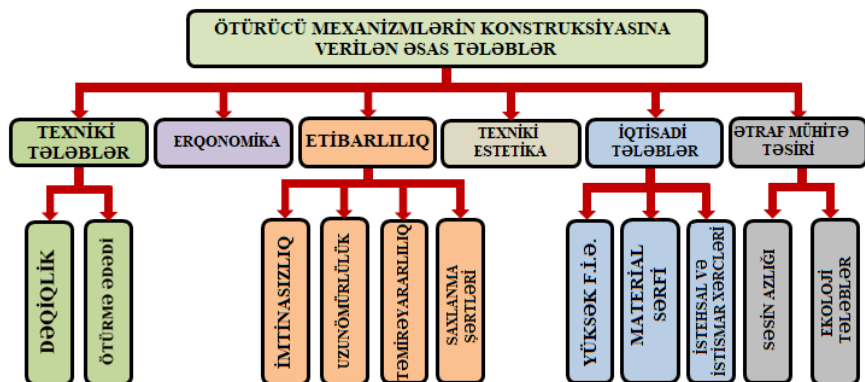 ÖTÜRÜCÜ MEXANİZMLƏRİN KONSTRUKSİYASINA
VERİLƏN ƏSAS TƏLƏBLƏR
TEXNİKİ
TƏLƏBLƏR
ERQONOMİKA
ETİBARLILIQ
TEXNİKİ
ESTETİKA
İQTİSADİ
TƏLƏBLƏR
ƏTRAF MÜHİTƏ
TƏSİRİ
DƏQİQLİK
ÖTÜRMƏ ƏDƏDİ
İMTİNASIZLIQ
UZUNÖMÜRLÜLÜK
TƏMİRƏYARARLILIQ
SAXLANMA
ŞƏRTLƏRİ
YÜKSƏK F.İ.Ə.
MATERİAL
SƏRFİ
İSTEHSAL VƏ
İSTİSMAR XƏRCLƏRİ
SƏSİN AZLIĞI
EKOLOJİ
TƏLƏBLƏR